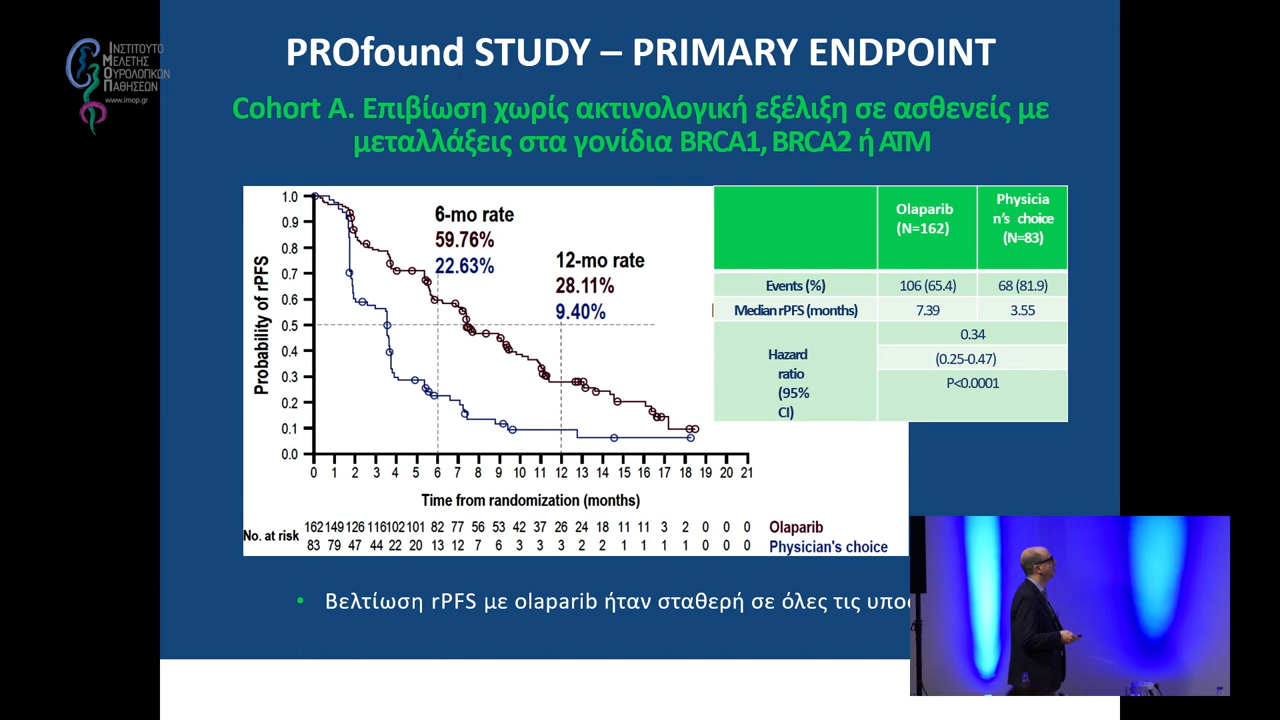 ΙΝΣΤΙΤΟΥΤΟ
ΜΕΛΕΤΗΣ
ΟΥΡΟΛΟΓΙΚΩΝ
ΠΑΘΗΣΕΩΝ
www.imop.gr
PROfound STUDY – PRIMARY ENDPOINT
Cohort A. Επιβίωση χωρίς ακτινολογική εξέλιξη σε ασθενείς με
μεταλλάξεις στα γονίδια BRCA1, BRCA2 ή ATM
Probability of rPFS
1.0
0.9
0.8
0.7
0.6
0.5
0.4
0.3
0.2
0.1
0.0
6-mo rate
59.76%
22.63%
12-mo rate
28.11%
9.40%
0 1 2 3 4 5 6 7 8 9 10 11 12 13 14 15 16 17 18 19 20 21
Time from randomization (months)
No. at risk
162 149 126 116 102 101 82 77 56 53 42 37 26 24 18 11 11 3 2 0 0 0 Olaparib
83 79 47 44 22 20 13 12 7 6 3 3 3 2 2 1 1 1 1 0 0 0 Physician's choice
Olaparib
(N=162)
Physicia
n's choice
(N=83)
Events (%) 106 (65.4) 68 (81.9)
Median rPFS (months) 7.39 3.55
Hazard
ratio
(95%
CI)
0.34
(0.25-0.47)
P<0.0001
• Βελτίωση rPFS με olaparib ήταν σταθερή σε όλες τις